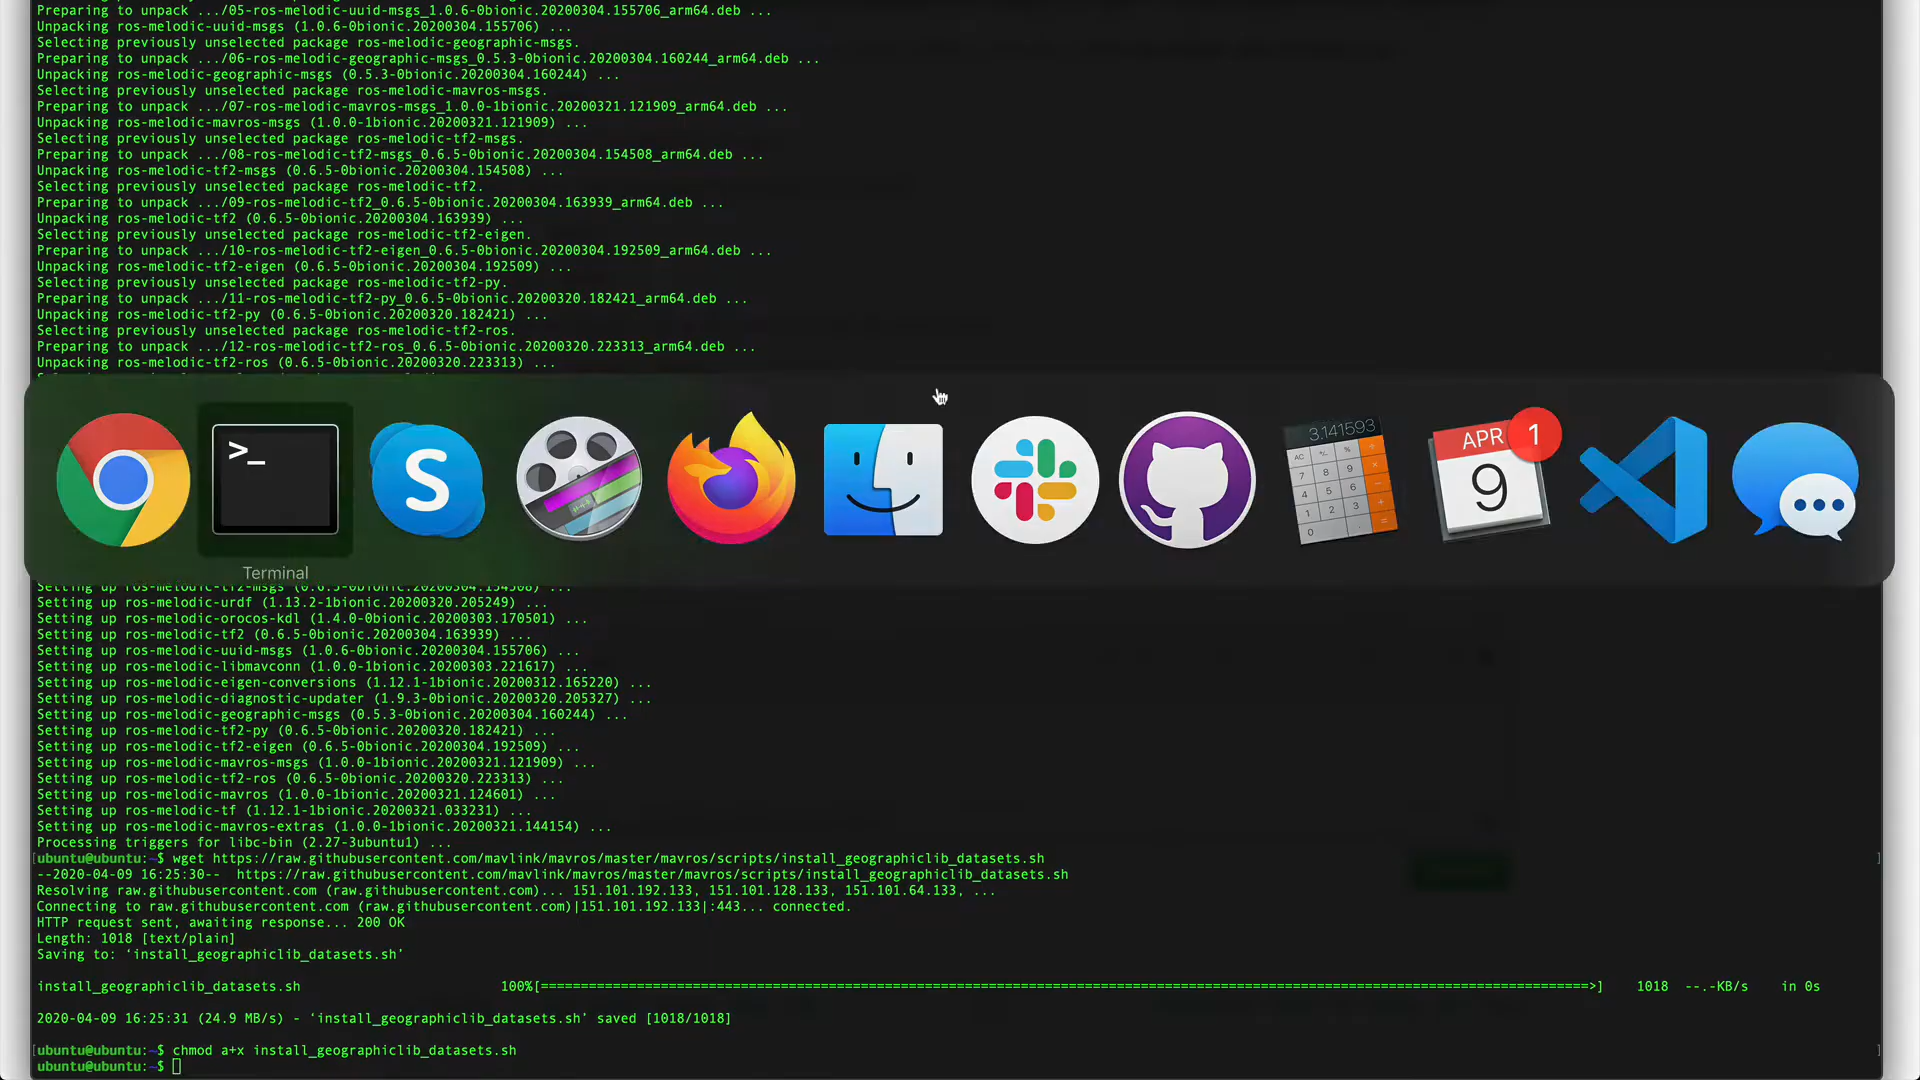 Preparing to unpack .../05-ros-melodic-uuid-msgs_1.0.6-0bionic.20200304.155706_arm64.deb ...
Unpacking ros-melodic-uuid-msgs (1.0.6-0bionic.20200304.155706) ...
Selecting previously unselected package ros-melodic-geographic-msgs.
Preparing to unpack .../06-ros-melodic-geographic-msgs_0.5.3-0bionic.20200304.160244_arm64.deb ...
Unpacking ros-melodic-geographic-msgs (0.5.3-0bionic.20200304.160244) ...
Selecting previously unselected package ros-melodic-mavros-msgs.
Preparing to unpack .../07-ros-melodic-mavros-msgs_1.0.0-1bionic.20200321.121909_arm64.deb ...
Unpacking ros-melodic-mavros-msgs (1.0.0-1bionic.20200321.121909) ...
Selecting previously unselected package ros-melodic-tf2-msgs.
Preparing to unpack .../08-ros-melodic-tf2-msgs_0.6.5-0bionic.20200304.154508_arm64.deb ...
Unpacking ros-melodic-tf2-msgs (0.6.5-0bionic.20200304.154508) ...
Selecting previously unselected package ros-melodic-tf2.
Preparing to unpack .../09-ros-melodic-tf2_0.6.5-0bionic.20200304.163939_arm64.deb ...
Unpacking ros-melodic-tf2 (0.6.5-0bionic.20200304.163939) ...
Selecting previously unselected package ros-melodic-tf2-eigen.
Preparing to unpack .../10-ros-melodic-tf2-eigen_0.6.5-0bionic.20200304.192509_arm64.deb ...
Unpacking ros-melodic-tf2-eigen (0.6.5-0bionic.20200304.192509) ...
Selecting previously unselected package ros-melodic-tf2-py.
Preparing to unpack .../11-ros-melodic-tf2-py_0.6.5-0bionic.20200320.182421_arm64.deb ...
Unpacking ros-melodic-tf2-py (0.6.5-0bionic.20200320.182421) ...
Selecting previously unselected package ros-melodic-tf2-ros.
Preparing to unpack .../12-ros-melodic-tf2-ros_0.6.5-0bionic.20200320.223313_arm64.deb ...
Unpacking ros-melodic-tf2-ros (0.6.5-0bionic.20200320.223313) ...
>_
S
3.141593
AC +/- % ÷
7 8 9 ×
4 5 6 -
1 2 3 +
0 . =
APR 1
9
Terminal
Setting up ros-melodic-tf2-msgs (0.6.5-0bionic.20200304.154508) ...
Setting up ros-melodic-urdf (1.13.2-1bionic.20200320.205249) ...
Setting up ros-melodic-orocos-kdl (1.4.0-0bionic.20200303.170501) ...
Setting up ros-melodic-tf2 (0.6.5-0bionic.20200304.163939) ...
Setting up ros-melodic-uuid-msgs (1.0.6-0bionic.20200304.155706) ...
Setting up ros-melodic-libmavconn (1.0.0-1bionic.20200303.221617) ...
Setting up ros-melodic-eigen-conversions (1.12.1-1bionic.20200312.165220) ...
Setting up ros-melodic-diagnostic-updater (1.9.3-0bionic.20200320.205327) ...
Setting up ros-melodic-geographic-msgs (0.5.3-0bionic.20200304.160244) ...
Setting up ros-melodic-tf2-py (0.6.5-0bionic.20200320.182421) ...
Setting up ros-melodic-tf2-eigen (0.6.5-0bionic.20200304.192509) ...
Setting up ros-melodic-mavros-msgs (1.0.0-1bionic.20200321.121909) ...
Setting up ros-melodic-tf2-ros (0.6.5-0bionic.20200320.223313) ...
Setting up ros-melodic-mavros (1.0.0-1bionic.20200321.124601) ...
Setting up ros-melodic-tf (1.12.1-1bionic.20200321.033231) ...
Setting up ros-melodic-mavros-extras (1.0.0-1bionic.20200321.144154) ...
Processing triggers for libc-bin (2.27-3ubuntu1) ...
[ubuntu@ubuntu:~$ wget https://raw.githubusercontent.com/mavlink/mavros/master/mavros/scripts/install_geographiclib_datasets.sh ]
--2020-04-09 16:25:30-- https://raw.githubusercontent.com/mavlink/mavros/master/mavros/scripts/install_geographiclib_datasets.sh
Resolving raw.githubusercontent.com (raw.githubusercontent.com)... 151.101.192.133, 151.101.128.133, 151.101.64.133, ...
Connecting to raw.githubusercontent.com (raw.githubusercontent.com)|151.101.192.133|:443... connected.
HTTP request sent, awaiting response... 200 OK
Length: 1018 [text/plain]
Saving to: ‘install_geographiclib_datasets.sh’
install_geographiclib_datasets.sh 100%[===================================================>] 1018 --.-KB/s in 0s
2020-04-09 16:25:31 (24.9 MB/s) - ‘install_geographiclib_datasets.sh’ saved [1018/1018]
[ubuntu@ubuntu:~$ chmod a+x install_geographiclib_datasets.sh ]
ubuntu@ubuntu:~$